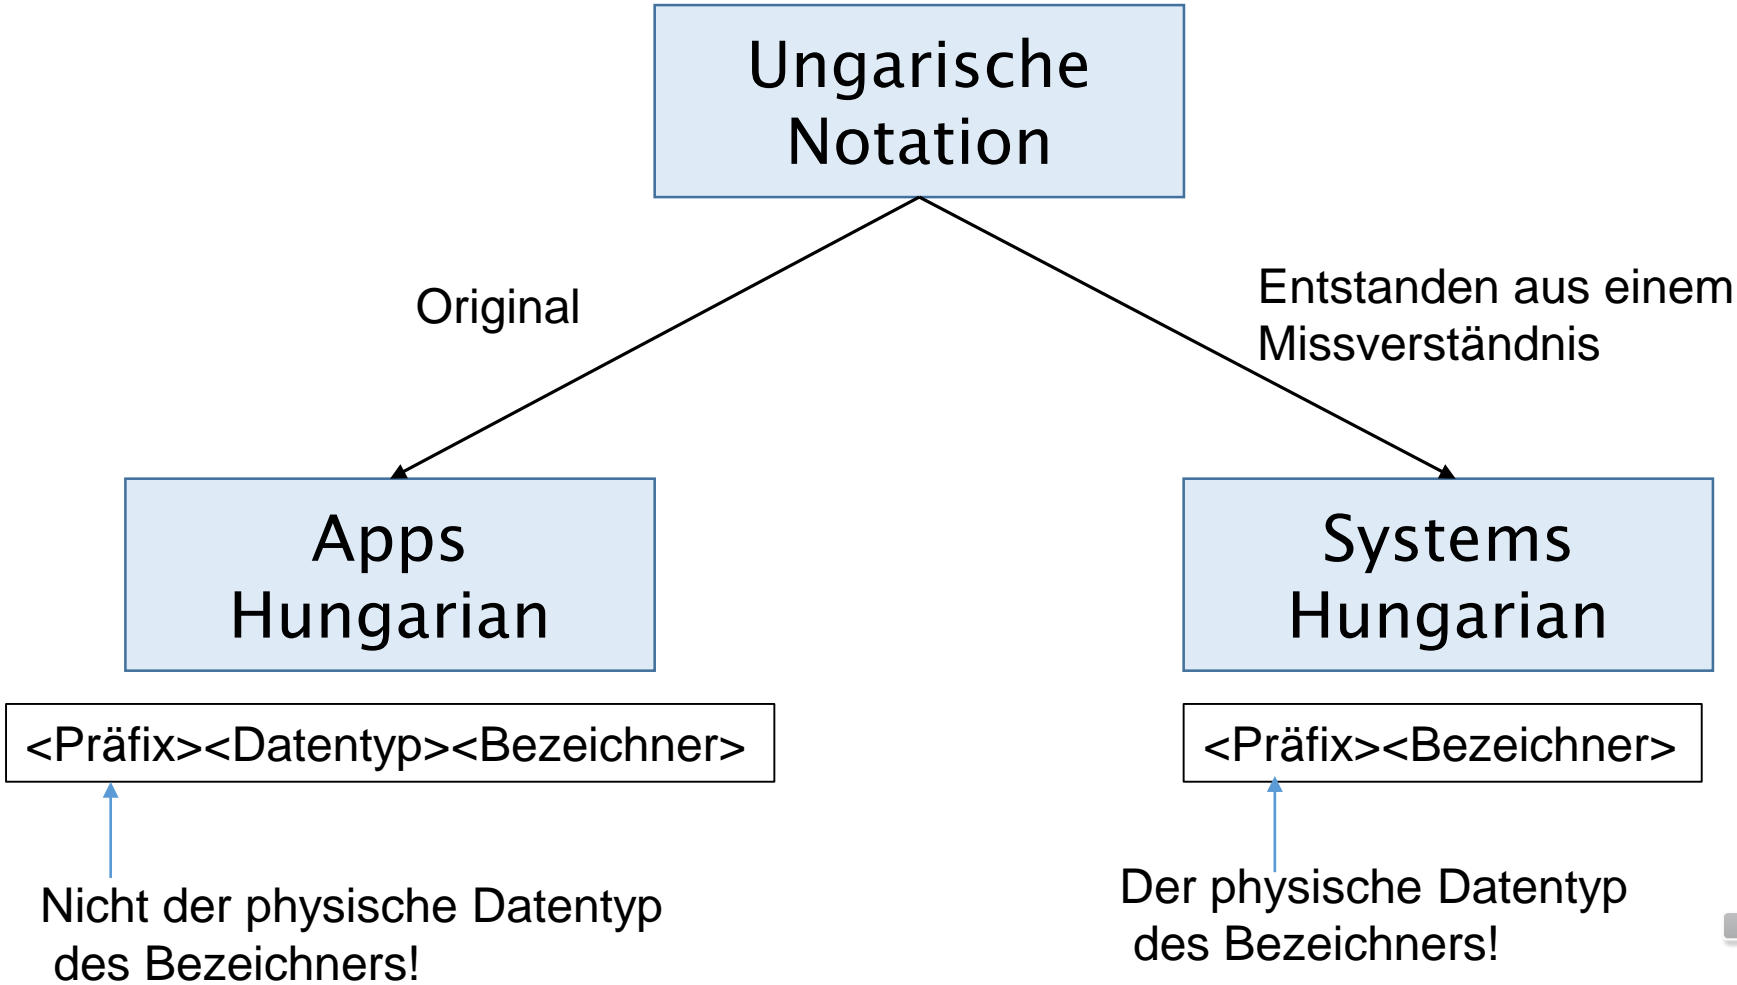 Ungarische
Notation
Original
Entstanden aus einem
Missverständnis
Apps
Hungarian
Systems
Hungarian
<Präfix><Datentyp><Bezeichner>
<Präfix><Bezeichner>
Nicht der physische Datentyp
des Bezeichners!
Der physische Datentyp
des Bezeichners!